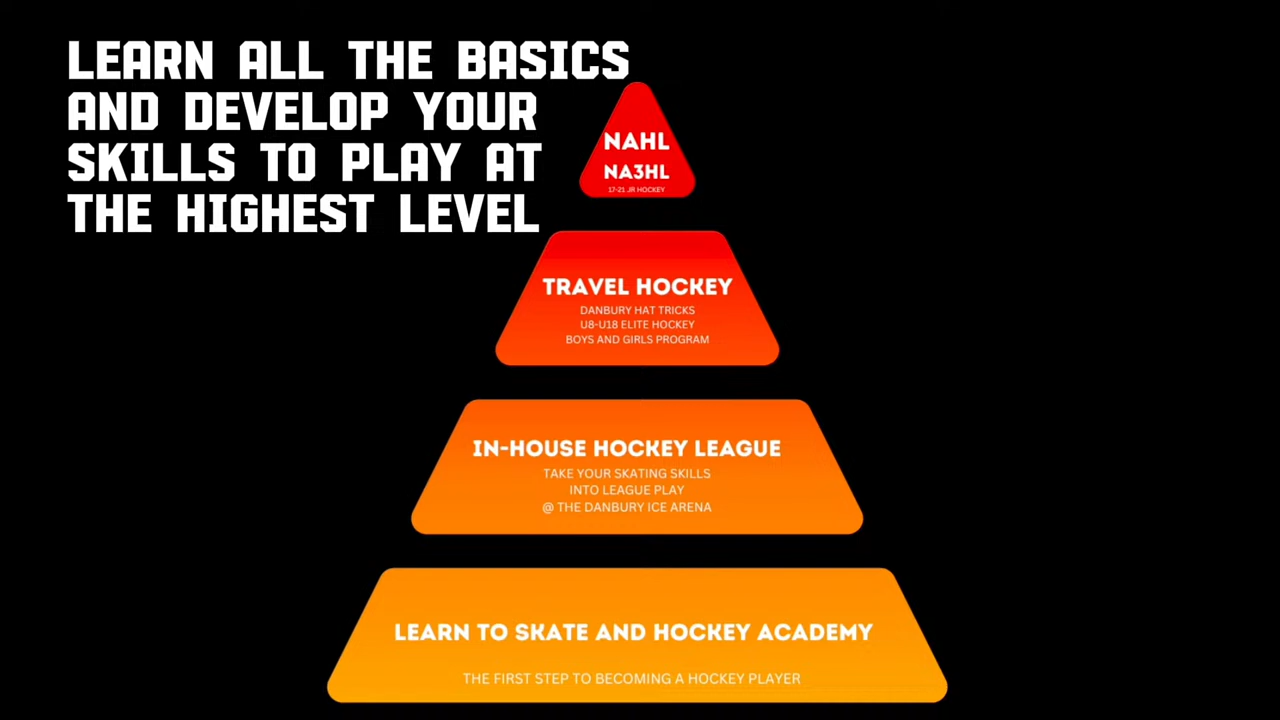 LEARN ALL THE BASICS
AND DEVELOP YOUR
SKILLS TO PLAY AT
THE HIGHEST LEVEL
NAHL
NA3HL
17-21 JR HOCKEY
TRAVEL HOCKEY
DANBURY HAT TRICKS
U8-U18 ELITE HOCKEY
BOYS AND GIRLS PROGRAM
IN-HOUSE HOCKEY LEAGUE
TAKE YOUR SKATING SKILLS
INTO LEAGUE PLAY
@ THE DANBURY ICE ARENA
LEARN TO SKATE AND HOCKEY ACADEMY
THE FIRST STEP TO BECOMING A HOCKEY PLAYER